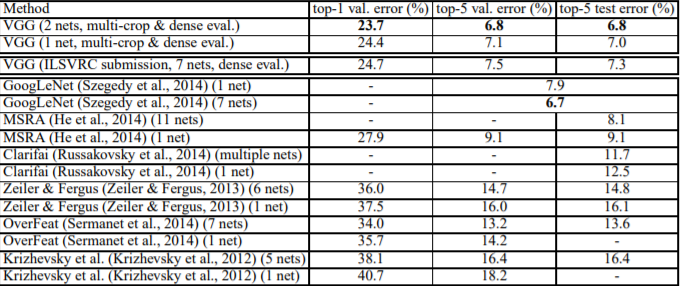 Method top-1 val. error (%) top-5 val. error (%) top-5 test error (%)
VGG (2 nets, multi-crop & dense eval.) 23.7 6.8 6.8
VGG (1 net, multi-crop & dense eval.) 24.4 7.1 7.0
VGG (ILSVRC submission, 7 nets, dense eval.) 24.7 7.5 7.3
GoogLeNet (Szegedy et al., 2014) (1 net) - 7.9
GoogLeNet (Szegedy et al., 2014) (7 nets) - 6.7
MSRA (He et al., 2014) (11 nets) - - 8.1
MSRA (He et al., 2014) (1 net) 27.9 9.1 9.1
Clarifai (Russakovsky et al., 2014) (multiple nets) - - 11.7
Clarifai (Russakovsky et al., 2014) (1 net) - - 12.5
Zeiler & Fergus (Zeiler & Fergus, 2013) (6 nets) 36.0 14.7 14.8
Zeiler & Fergus (Zeiler & Fergus, 2013) (1 net) 37.5 16.0 16.1
OverFeat (Sermanet et al., 2014) (7 nets) 34.0 13.2 13.6
OverFeat (Sermanet et al., 2014) (1 net) 35.7 14.2 -
Krizhevsky et al. (Krizhevsky et al., 2012) (5 nets) 38.1 16.4 16.4
Krizhevsky et al. (Krizhevsky et al., 2012) (1 net) 40.7 18.2 -